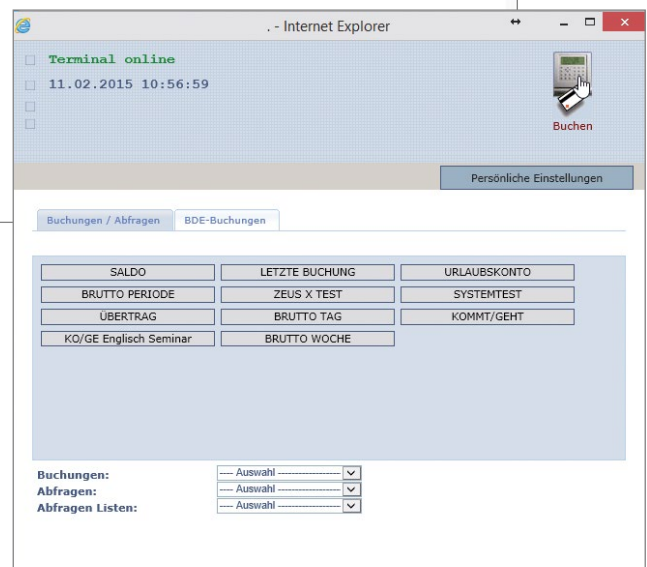 . - Internet Explorer
Terminal online
11.02.2015 10:56:59
Buchen
Persönliche Einstellungen
Buchungen / Abfragen BDE-Buchungen
SALDO LETZTE BUCHUNG URLAUBSKONTO
BRUTTO PERIODE ZEUS X TEST SYSTEMTEST
ÜBERTRAG BRUTTO TAG KOMMT/GEHT
KO/GE Englisch Seminar BRUTTO WOCHE
Buchungen: ---- Auswahl ------------------
Abfragen: ---- Auswahl ------------------
Abfragen Listen: ---- Auswahl ------------------